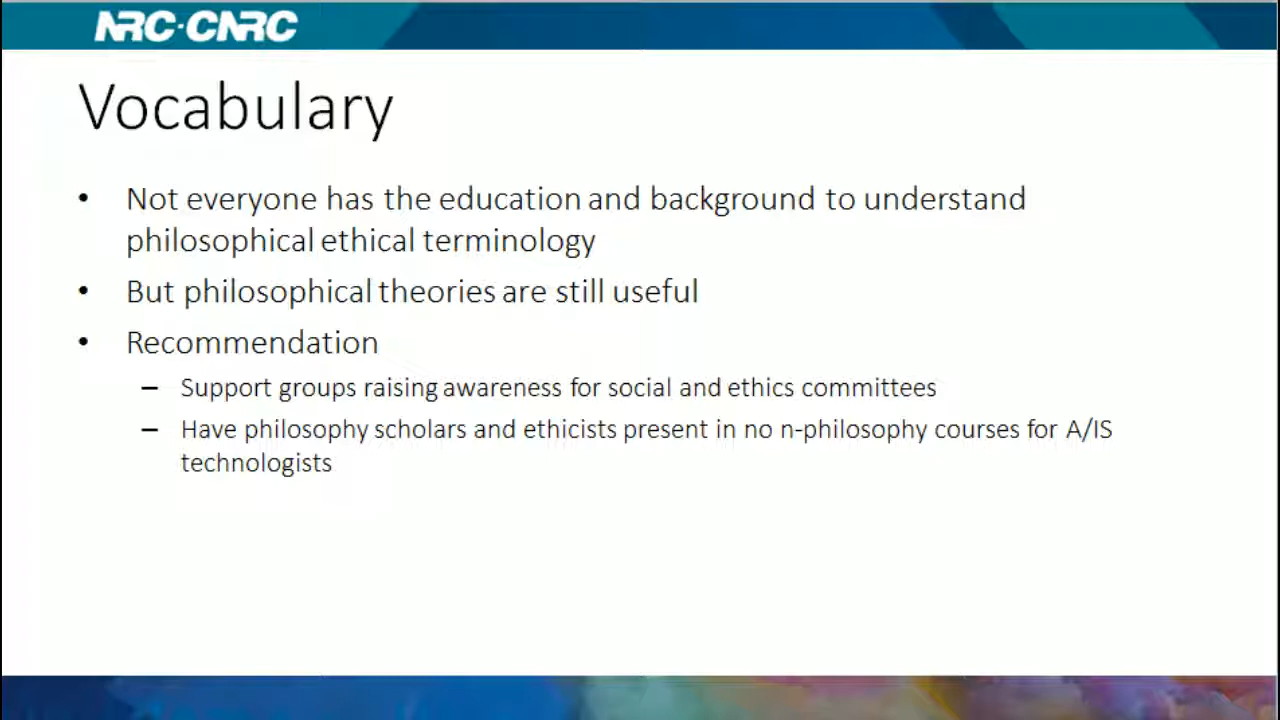 NRC·CNRC
Vocabulary
• Not everyone has the education and background to understand
philosophical ethical terminology
• But philosophical theories are still useful
• Recommendation
– Support groups raising awareness for social and ethics committees
– Have philosophy scholars and ethicists present in no n-philosophy courses for A/IS
technologists